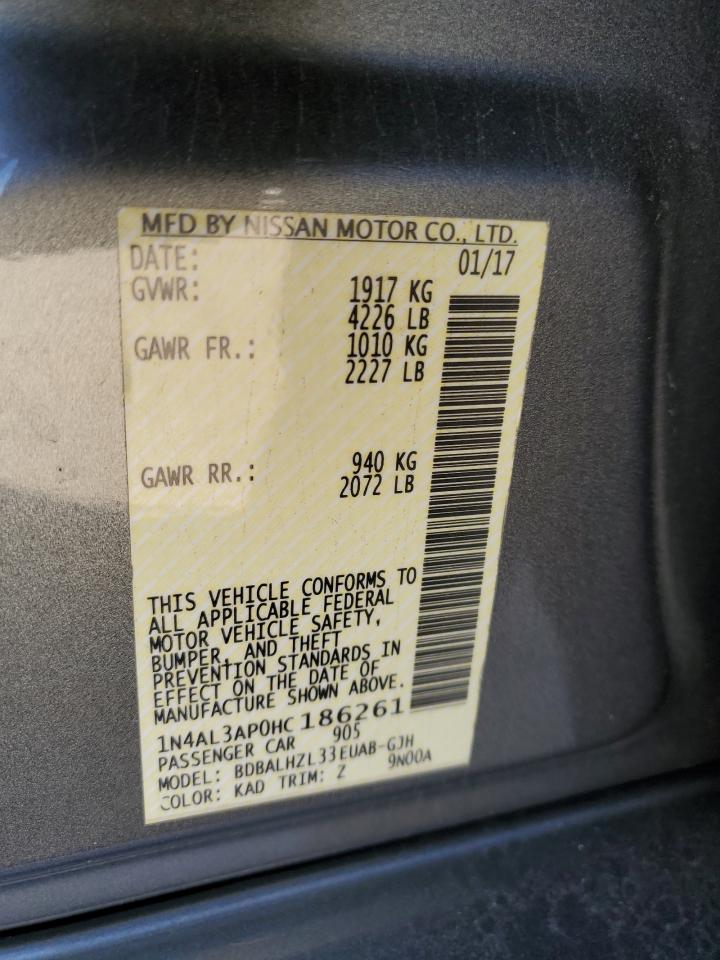 MFD BY NISSAN MOTOR CO., LTD.
DATE: 01/17
GVWR: 1917 KG
4226 LB
GAWR FR.: 1010 KG
2227 LB
GAWR RR.: 940 KG
2072 LB
THIS VEHICLE CONFORMS TO
ALL APPLICABLE FEDERAL
MOTOR VEHICLE SAFETY,
BUMPER, AND THEFT
PREVENTION STANDARDS IN
EFFECT ON THE DATE OF
MANUFACTURE SHOWN ABOVE.
1N4AL3AP0HC186261
PASSENGER CAR 905
MODEL: BDBALHZL33EUAB-GJH
COLOR: KAD TRIM: Z 9N00A